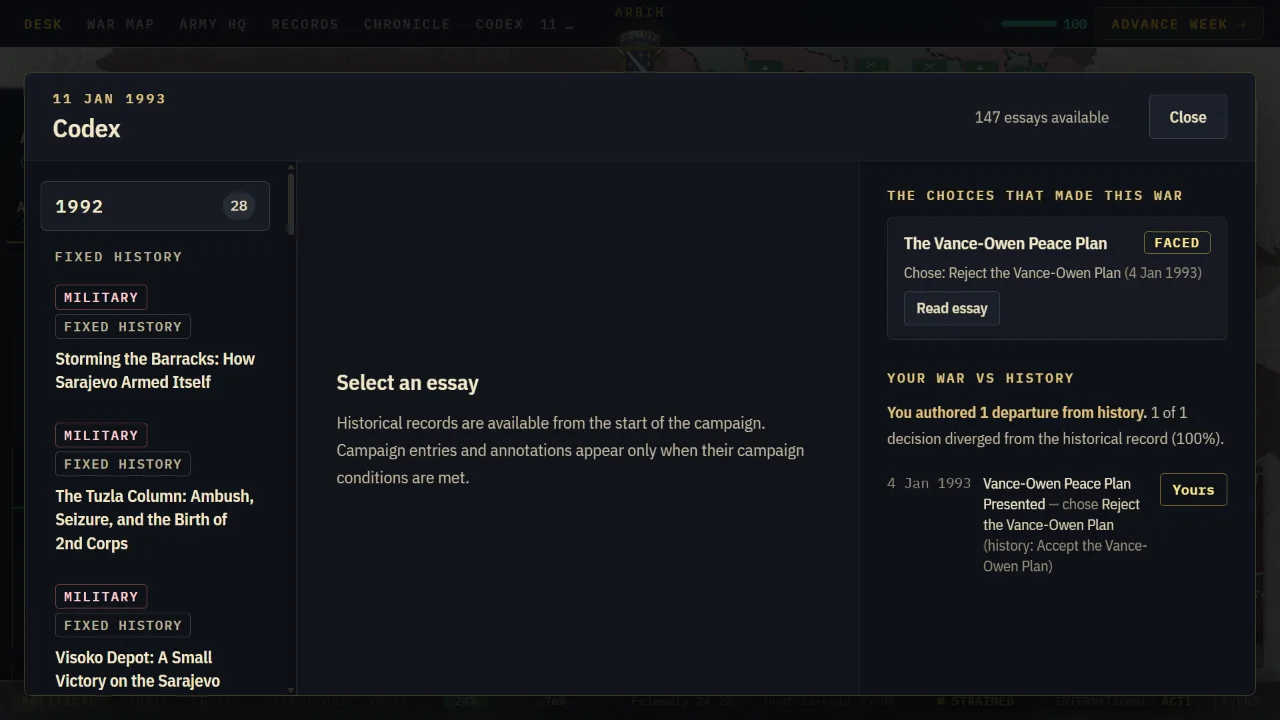 DESK WAR MAP ARMY HQ RECORDS CHRONICLE CODEX 11 … ARBIH 100 ADVANCE WEEK →
11 JAN 1993
Codex
147 essays available
Close
1992 28
FIXED HISTORY
MILITARY
FIXED HISTORY
Storming the Barracks: How
Sarajevo Armed Itself
MILITARY
FIXED HISTORY
The Tuzla Column: Ambush,
Seizure, and the Birth of
2nd Corps
MILITARY
FIXED HISTORY
Visoko Depot: A Small
Victory on the Sarajevo
Select an essay
Historical records are available from the start of the campaign.
Campaign entries and annotations appear only when their campaign
conditions are met.
THE CHOICES THAT MADE THIS WAR
The Vance-Owen Peace Plan FACED
Chose: Reject the Vance-Owen Plan (4 Jan 1993)
Read essay
YOUR WAR VS HISTORY
You authored 1 departure from history. 1 of 1
decision diverged from the historical record (100%).
4 Jan 1993 Vance-Owen Peace Plan
Presented — chose Reject
the Vance-Owen Plan
(history: Accept the Vance-
Owen Plan)
Yours
24% 76% STRAINED INTERNATIONAL ACTI LAYERS